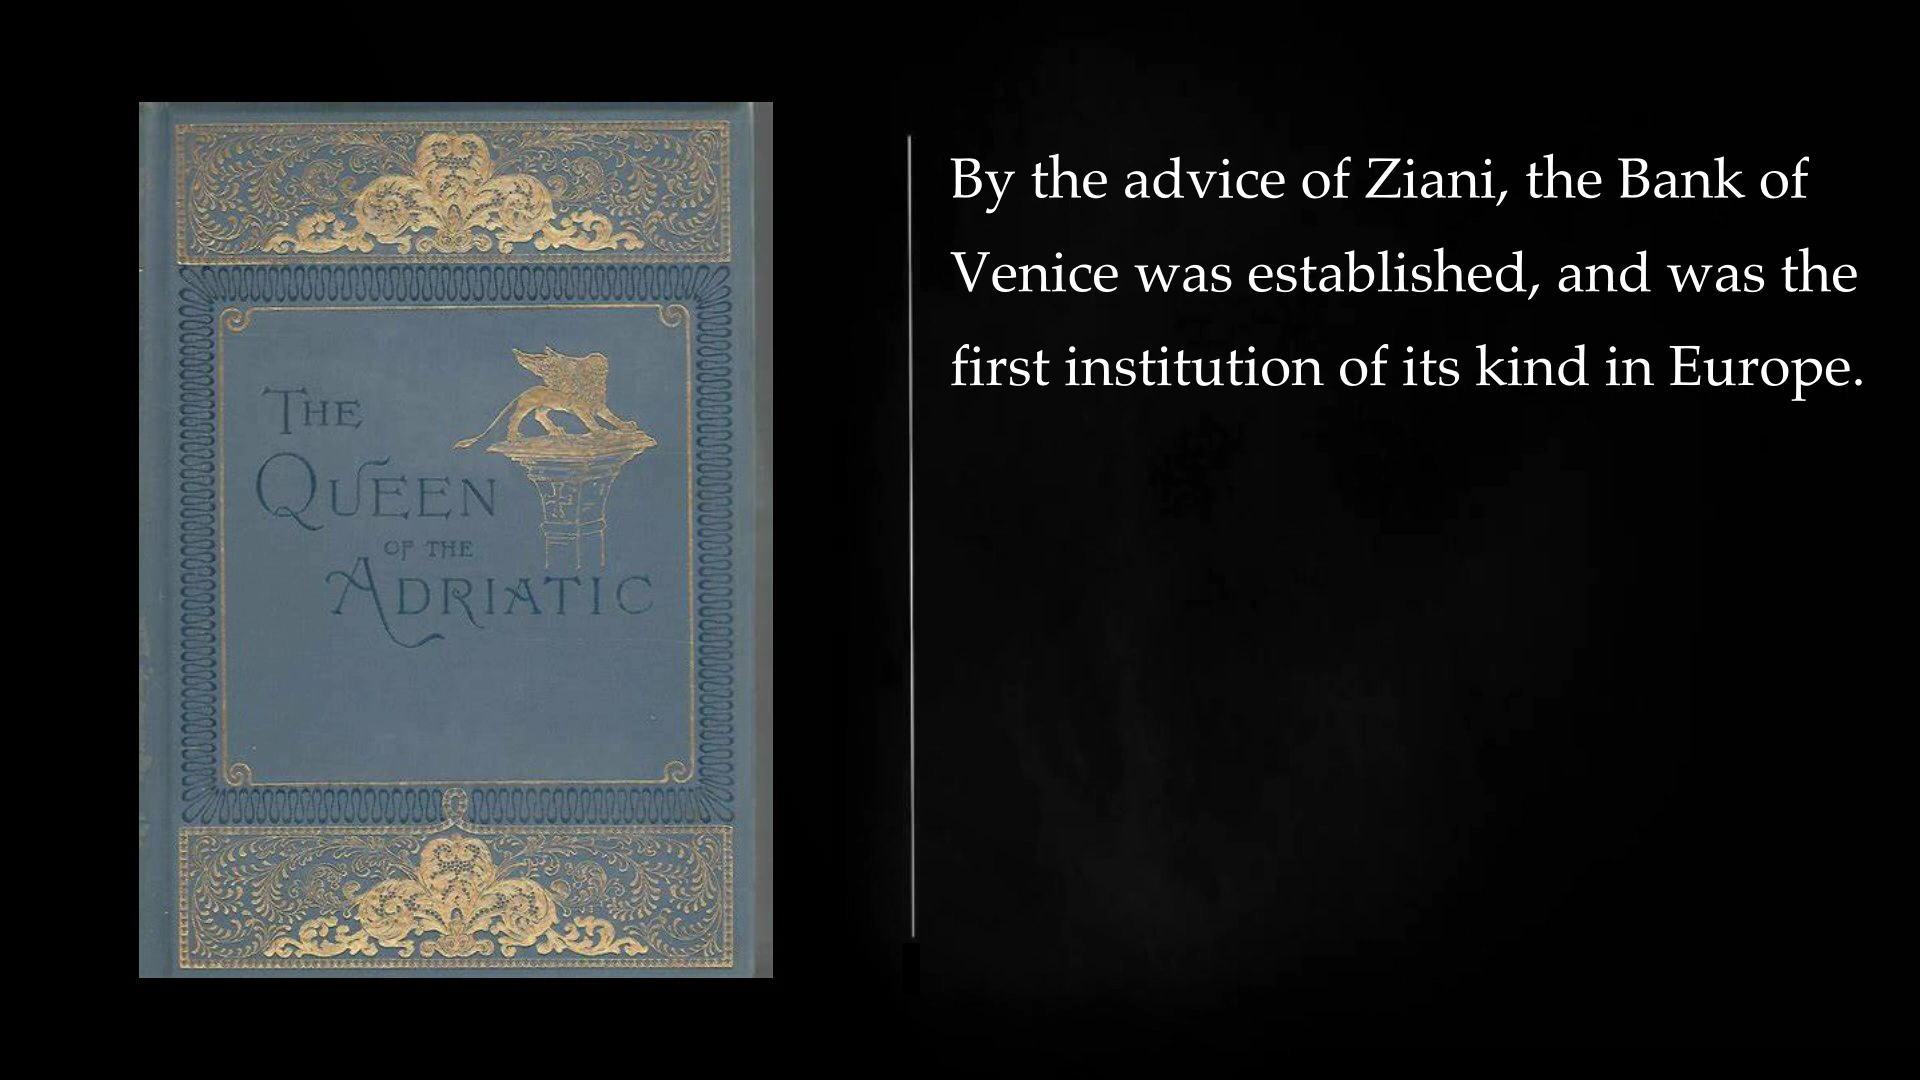 The
Queen
of the
Adriatic
By the advice of Ziani, the Bank of
Venice was established, and was the
first institution of its kind in Europe.